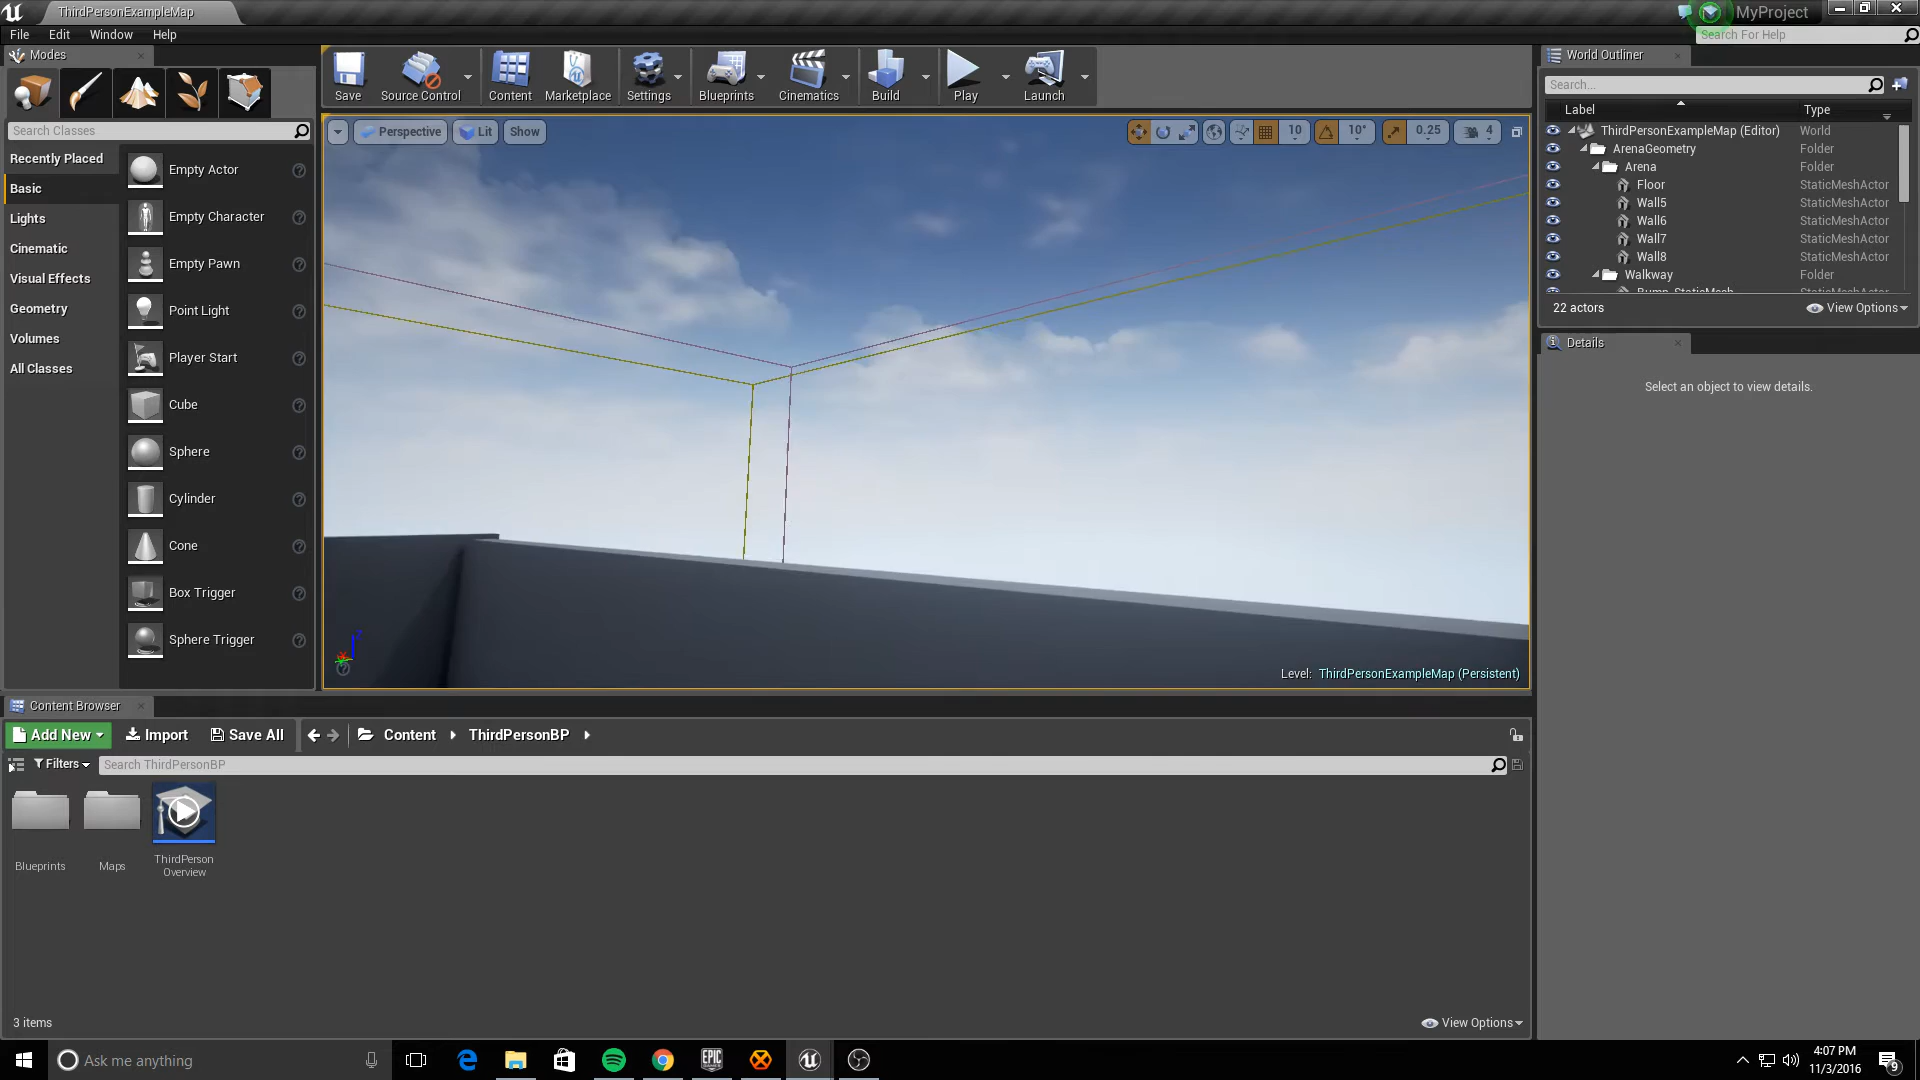 ThirdPersonExampleMap
MyProject
File Edit Window Help
Search For Help
Modes
Save
Source Control
Content
Marketplace
Settings
Blueprints
Cinematics
Build
Play
Launch
World Outliner
Search...
Label Type
ThirdPersonExampleMap (Editor) World
ArenaGeometry Folder
Arena Folder
Floor StaticMeshActor
Wall5 StaticMeshActor
Wall6 StaticMeshActor
Wall7 StaticMeshActor
Wall8 StaticMeshActor
Walkway Folder
Bump_StaticMesh
22 actors
View Options
Details
Select an object to view details.
Search Classes
Recently Placed
Basic
Lights
Cinematic
Visual Effects
Geometry
Volumes
All Classes
Empty Actor
Empty Character
Empty Pawn
Point Light
Player Start
Cube
Sphere
Cylinder
Cone
Box Trigger
Sphere Trigger
Perspective Lit Show
10 10° 0.25 4
Level: ThirdPersonExampleMap (Persistent)
Content Browser
Add New Import Save All Content ThirdPersonBP
Filters Search ThirdPersonBP
Blueprints
Maps
ThirdPerson
Overview
3 items
View Options
Ask me anything
EPIC
4:07 PM
11/3/2016
9